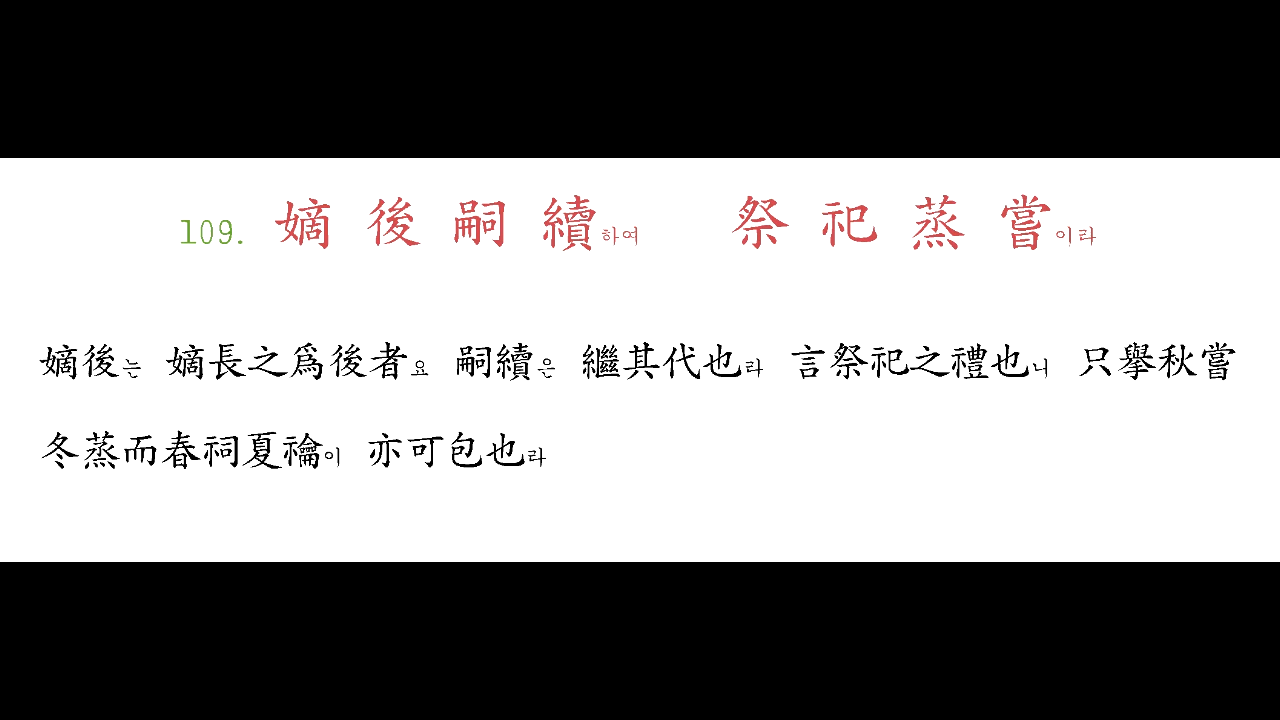 109. 嫡 後 嗣 續하여 祭 祀 蒸 嘗이라
嫡後는 嫡長之爲後者요 嗣續은 繼其代也라 言祭祀之禮也니 只擧秋嘗
冬蒸而春祠夏禴이 亦可包也라